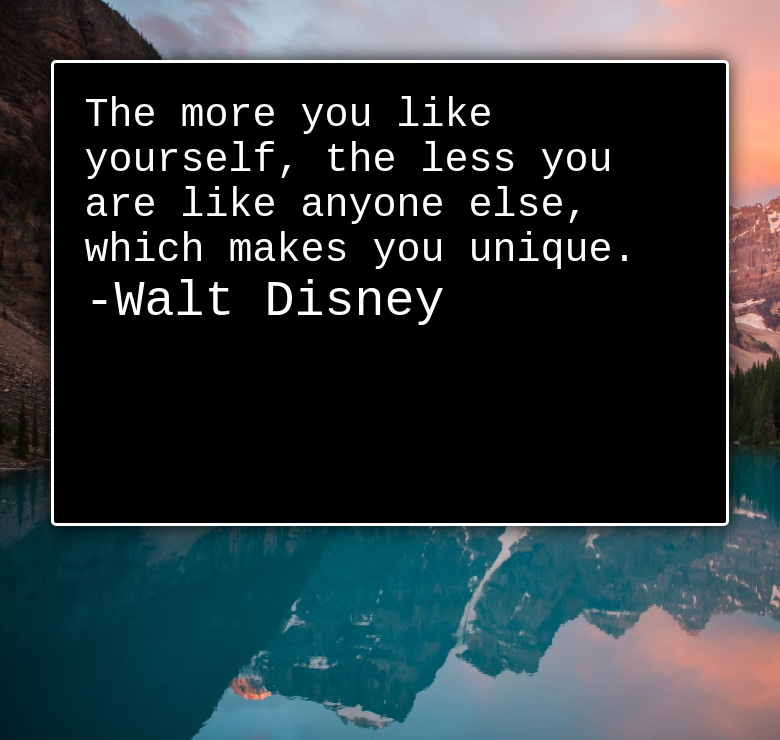 The more you like
yourself, the less you
are like anyone else,
which makes you unique.
-Walt Disney